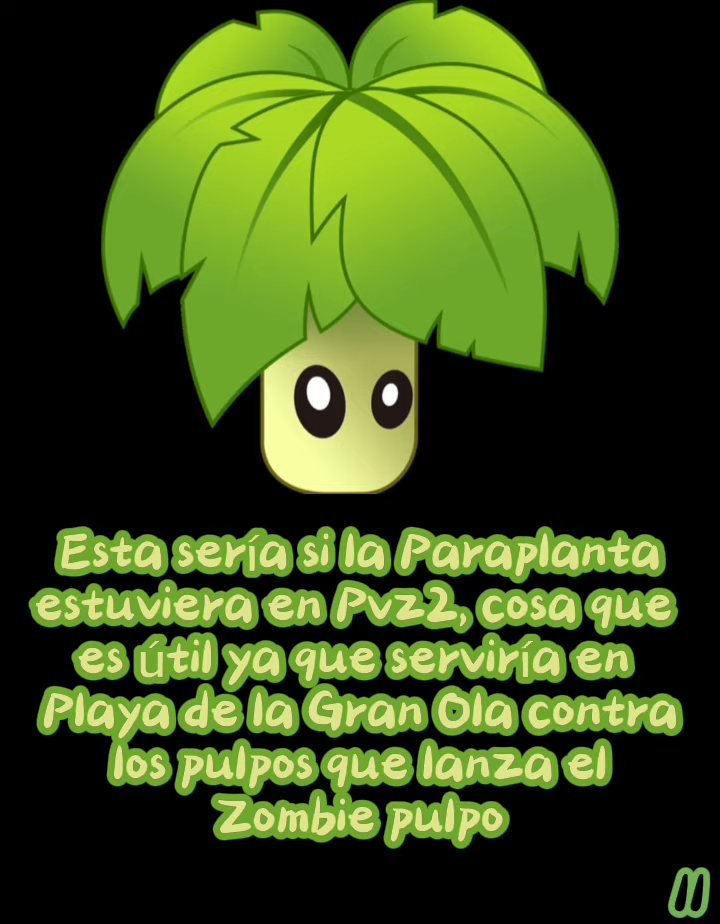 Esta sería si la Paraplanta
estuviera en Pvz2, cosa que
es útil ya que serviría en
Playa de la Gran Ola contra
los pulpos que lanza el
Zombie pulpo